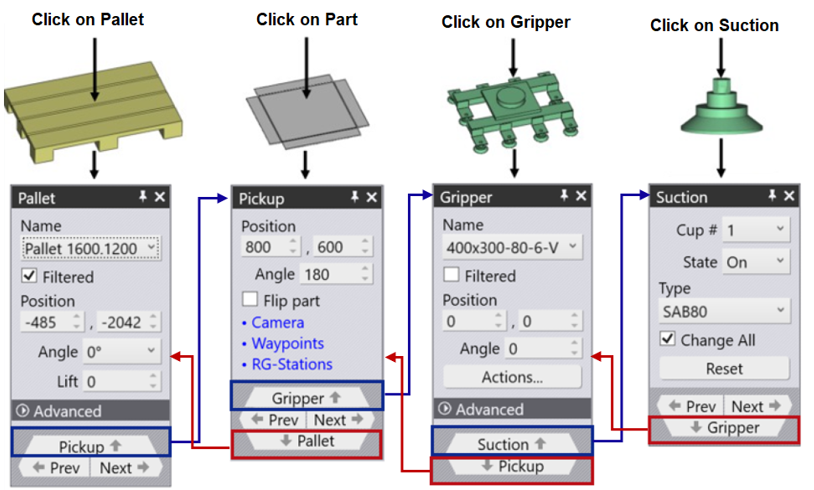 Click on Pallet
Click on Part
Click on Gripper
Click on Suction
Pallet
Name
Pallet 1600.1200
Filtered
Position
-485 , -2042
Angle 0°
Lift 0
Advanced
Pickup
Prev Next
Pickup
Position
800 , 600
Angle 180
Flip part
• Camera
• Waypoints
• RG-Stations
Gripper
Prev Next
Pallet
Gripper
Name
400x300-80-6-V
Filtered
Position
0 , 0
Angle 0
Actions...
Advanced
Suction
Prev Next
Pickup
Suction
Cup # 1
State On
Type
SAB80
Change All
Reset
Prev Next
Gripper